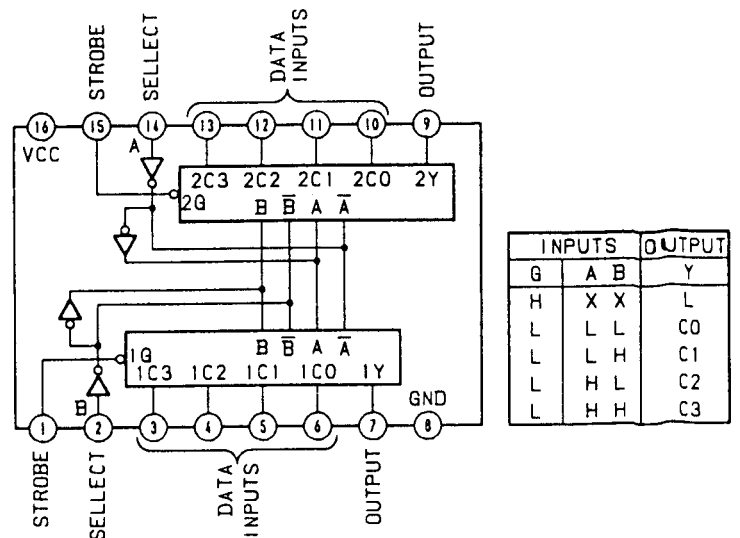 STROBE
SELLECT
DATA
INPUTS
OUTPUT
16 15 14 13 12 11 10 9
VCC
A
2C3 2C2 2C1 2C0 2Y
2G
B B̅ A A̅
B B̅ A A̅
1G
1C3 1C2 1C1 1C0 1Y
B
GND
1 2 3 4 5 6 7 8
STROBE
SELLECT
DATA
INPUTS
OUTPUT
INPUTS OUTPUT
G A B Y
H X X L
L L L C0
L L H C1
L H L C2
L H H C3